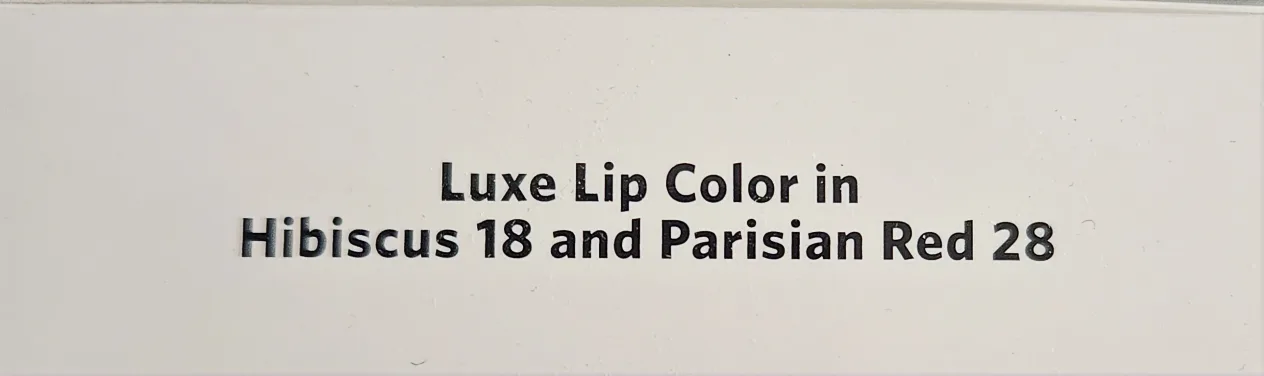 Luxe Lip Color in
Hibiscus 18 and Parisian Red 28